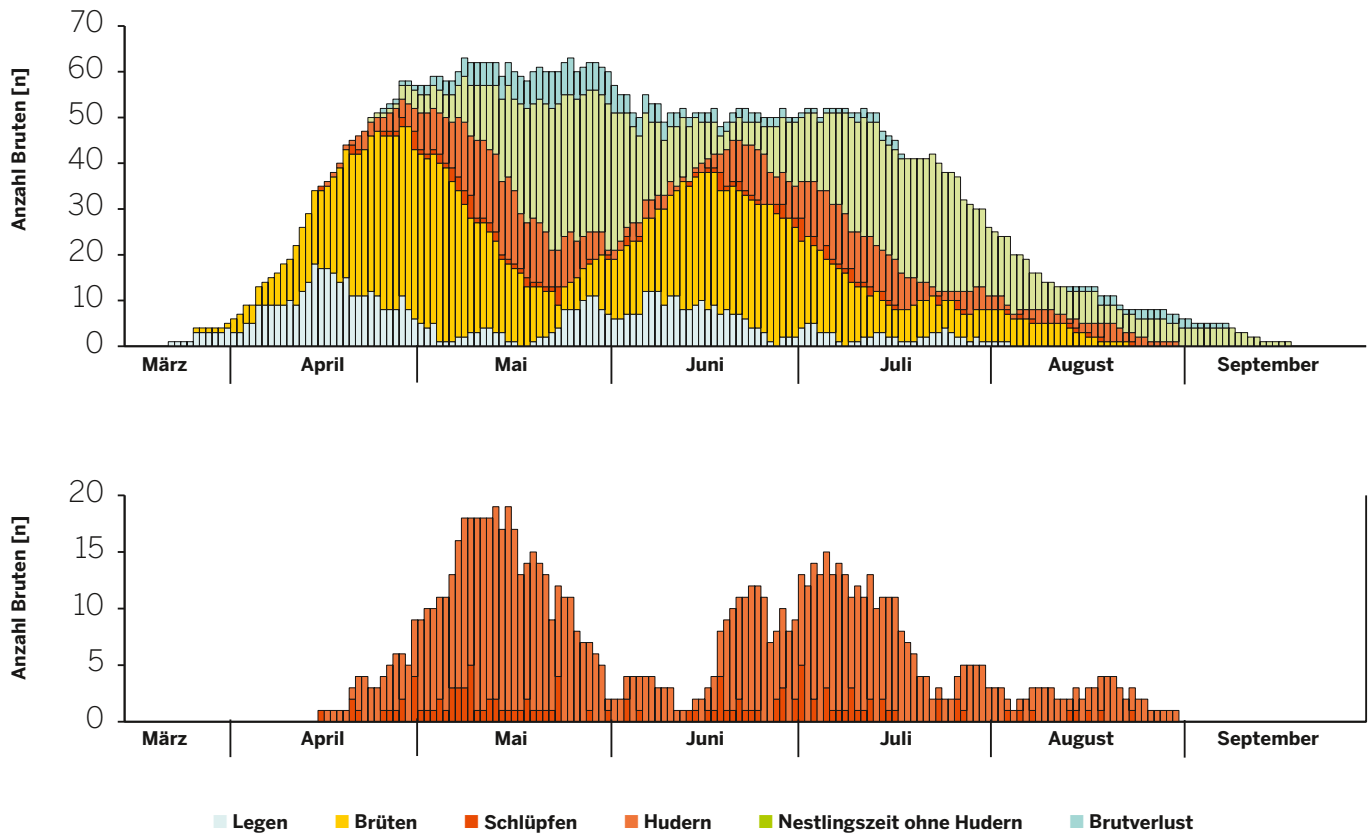 Anzahl Bruten [n]
70
60
50
40
30
20
10
0
März April Mai Juni Juli August September
Anzahl Bruten [n]
20
15
10
5
0
März April Mai Juni Juli August September
Legen Brüten Schlüpfen Hudern Nestlingszeit ohne Hudern Brutverlust